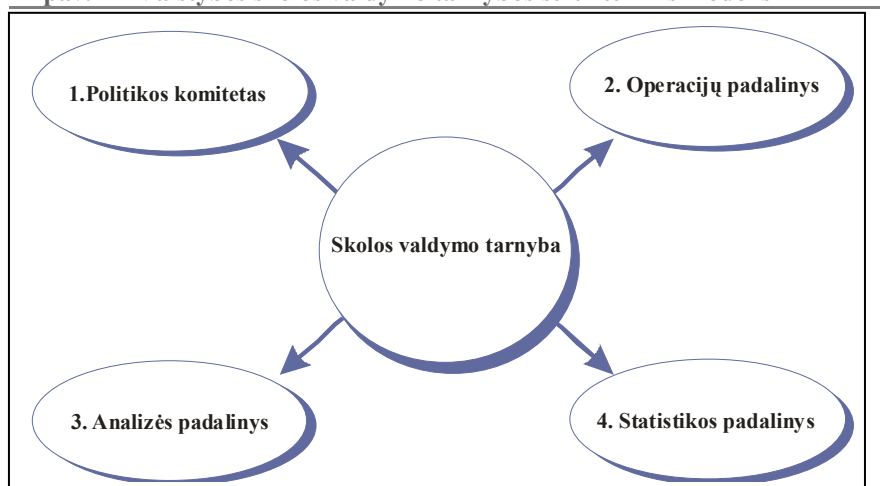 1.Politikos komitetas
2. Operacijų padalinys
Skolos valdymo tarnyba
3. Analizės padalinys
4. Statistikos padalinys